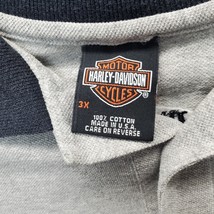 MOTOR
HARLEY-DAVIDSON
CYCLES
3X
100% COTTON
MADE IN U.S.A.
CARE ON REVERSE